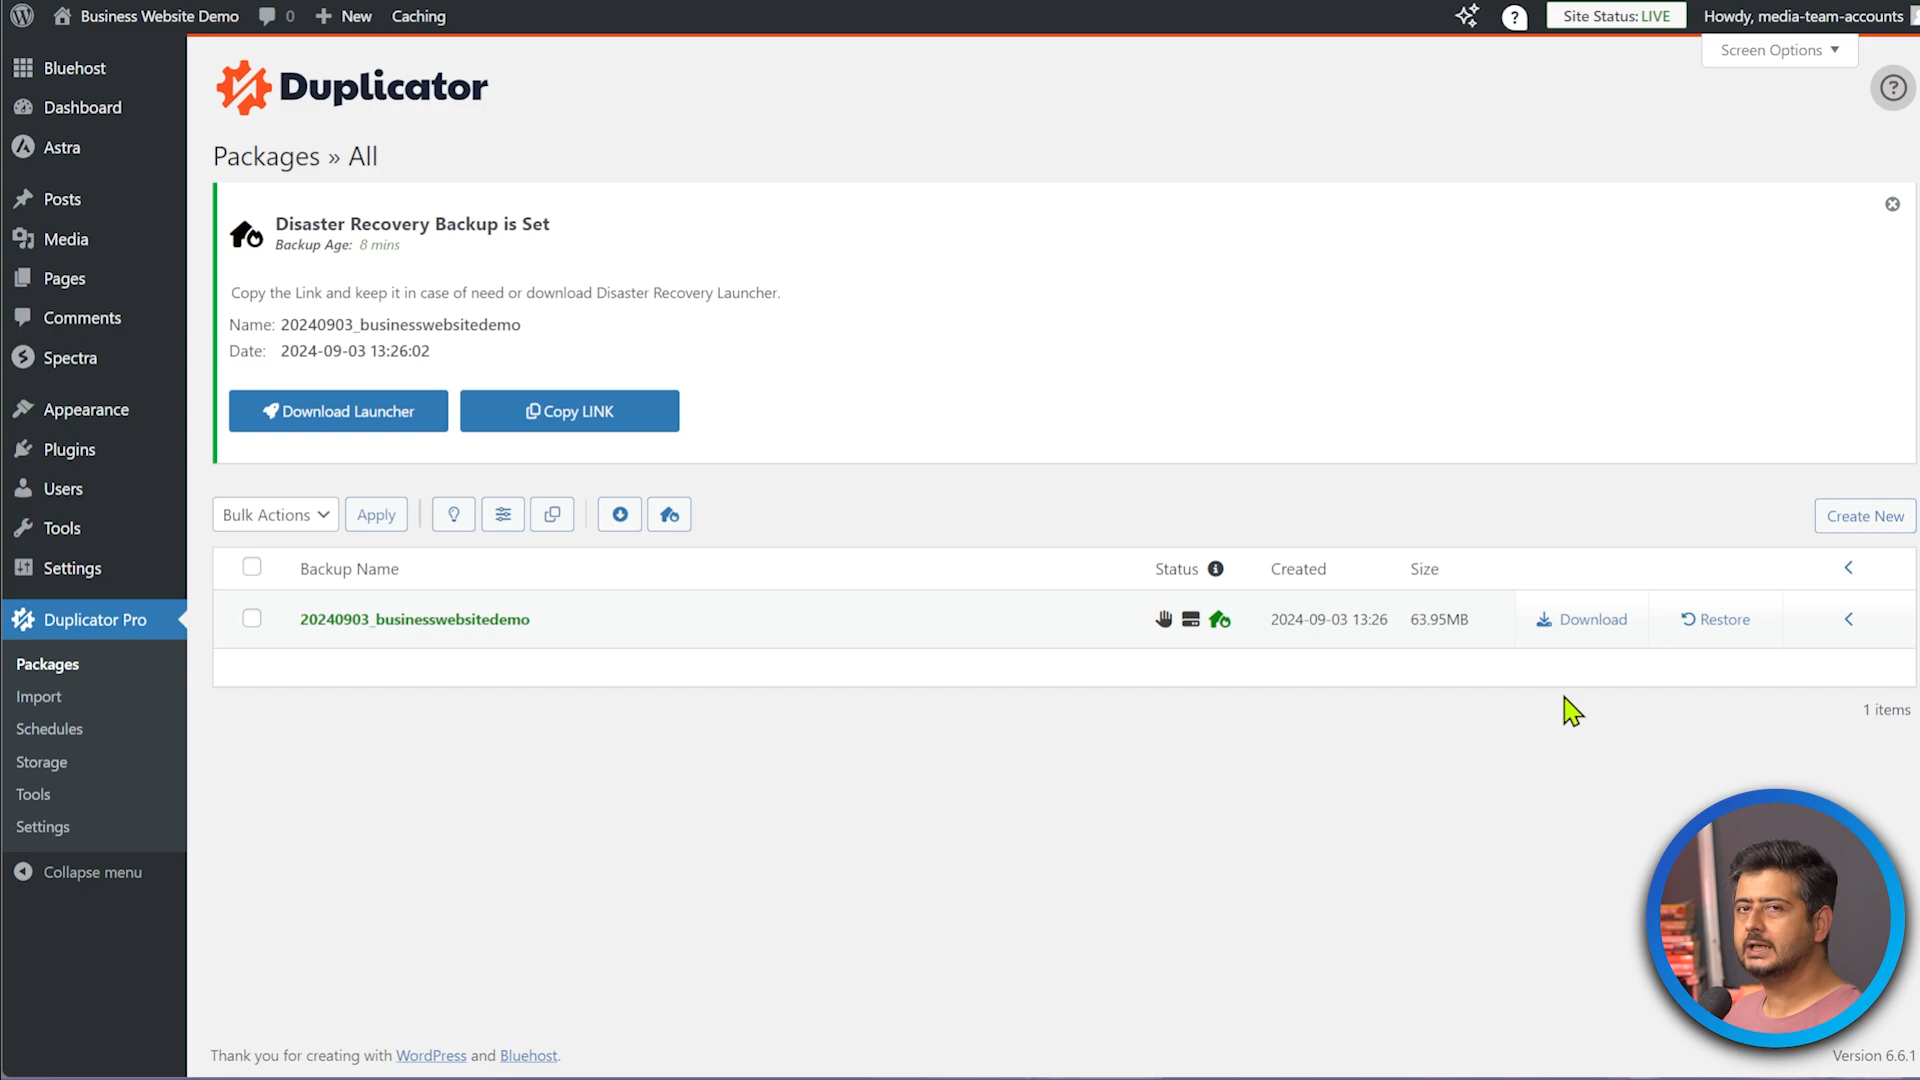 Business Website Demo 0 New Caching ? Site Status: LIVE Howdy, media-team-accounts
Screen Options ▼
Bluehost
Dashboard
Astra
Posts
Media
Pages
Comments
Spectra
Appearance
Plugins
Users
Tools
Settings
Duplicator Pro
Packages
Import
Schedules
Storage
Tools
Settings
Collapse menu
Duplicator
?
Packages » All
Disaster Recovery Backup is Set
Backup Age: 8 mins
Copy the Link and keep it in case of need or download Disaster Recovery Launcher.
Name: 20240903_businesswebsitedemo
Date: 2024-09-03 13:26:02
Download Launcher Copy LINK
Bulk Actions Apply Create New
Backup Name Status Created Size
20240903_businesswebsitedemo 2024-09-03 13:26 63.95MB Download Restore
1 items
Thank you for creating with WordPress and Bluehost. Version 6.6.1